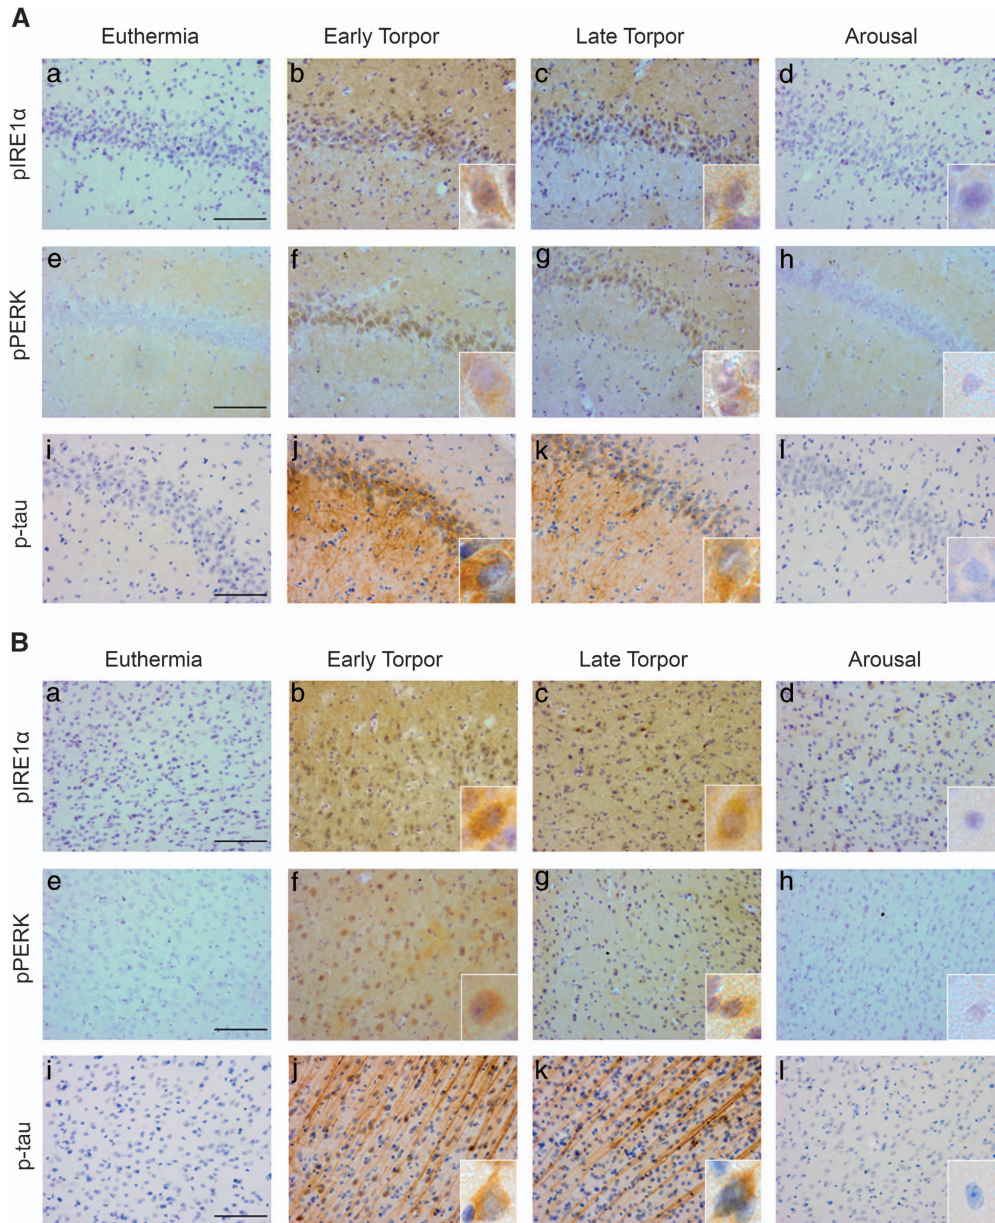 A
Euthermia Early Torpor Late Torpor Arousal
pIRE1α
a b c d
pPERK
e f g h
p-tau
i j k l
B
Euthermia Early Torpor Late Torpor Arousal
pIRE1α
a b c d
pPERK
e f g h
p-tau
i j k l